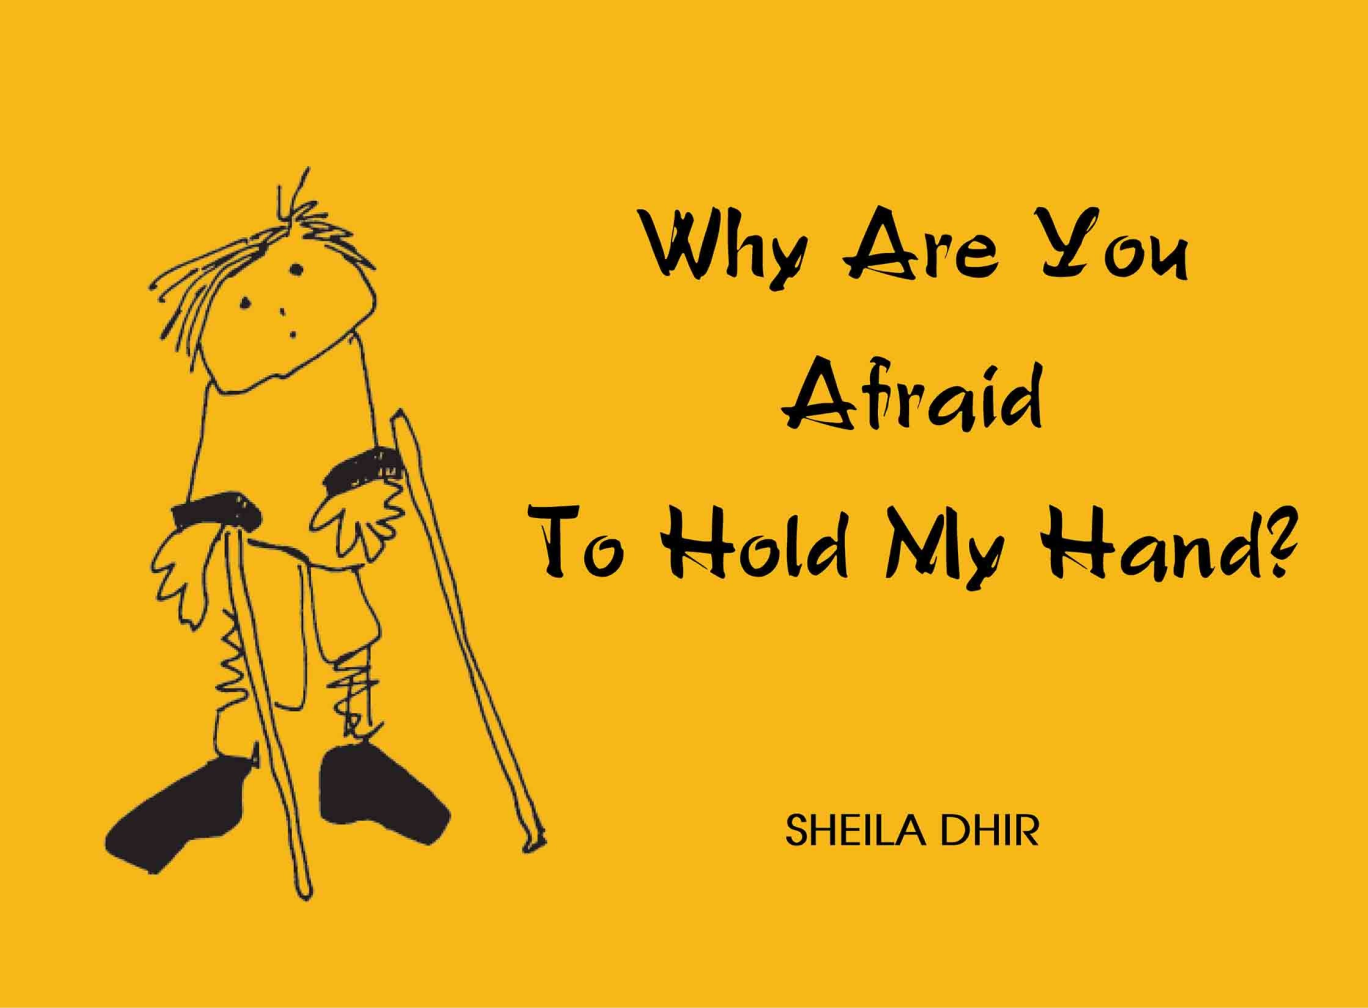 Why Are You
Afraid
To Hold My Hand?
SHEILA DHIR